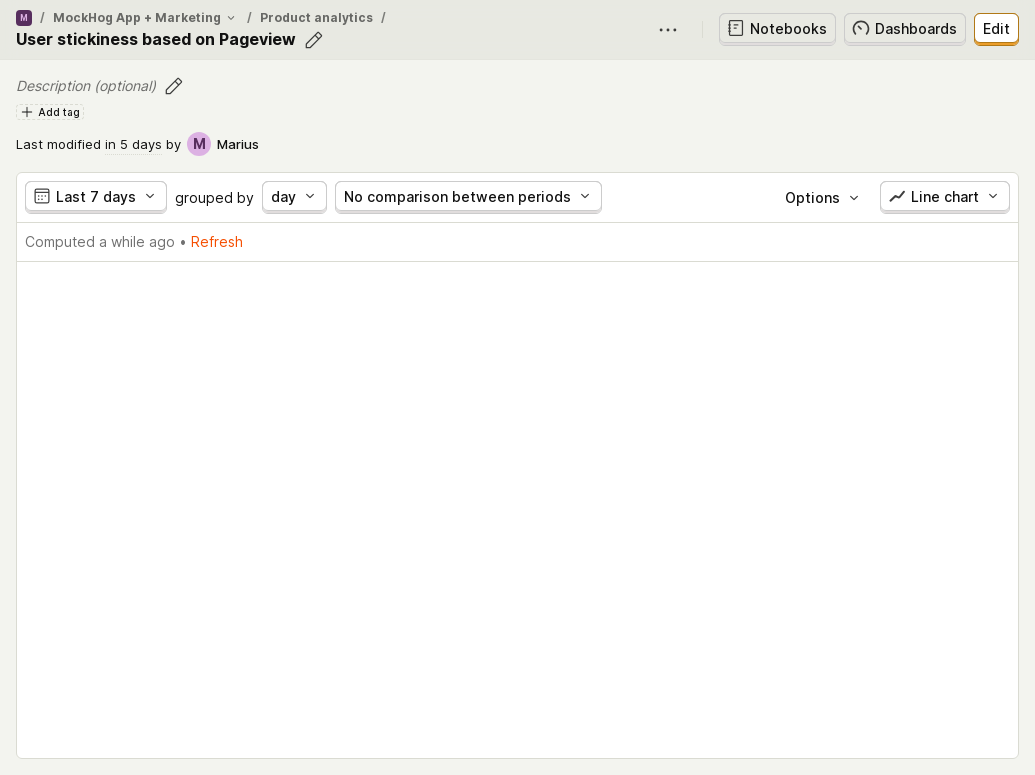 M / MockHog App + Marketing / Product analytics /
User stickiness based on Pageview
Notebooks Dashboards Edit
Description (optional)
Add tag
Last modified in 5 days by M Marius
Last 7 days grouped by day No comparison between periods Options Line chart
Computed a while ago • Refresh